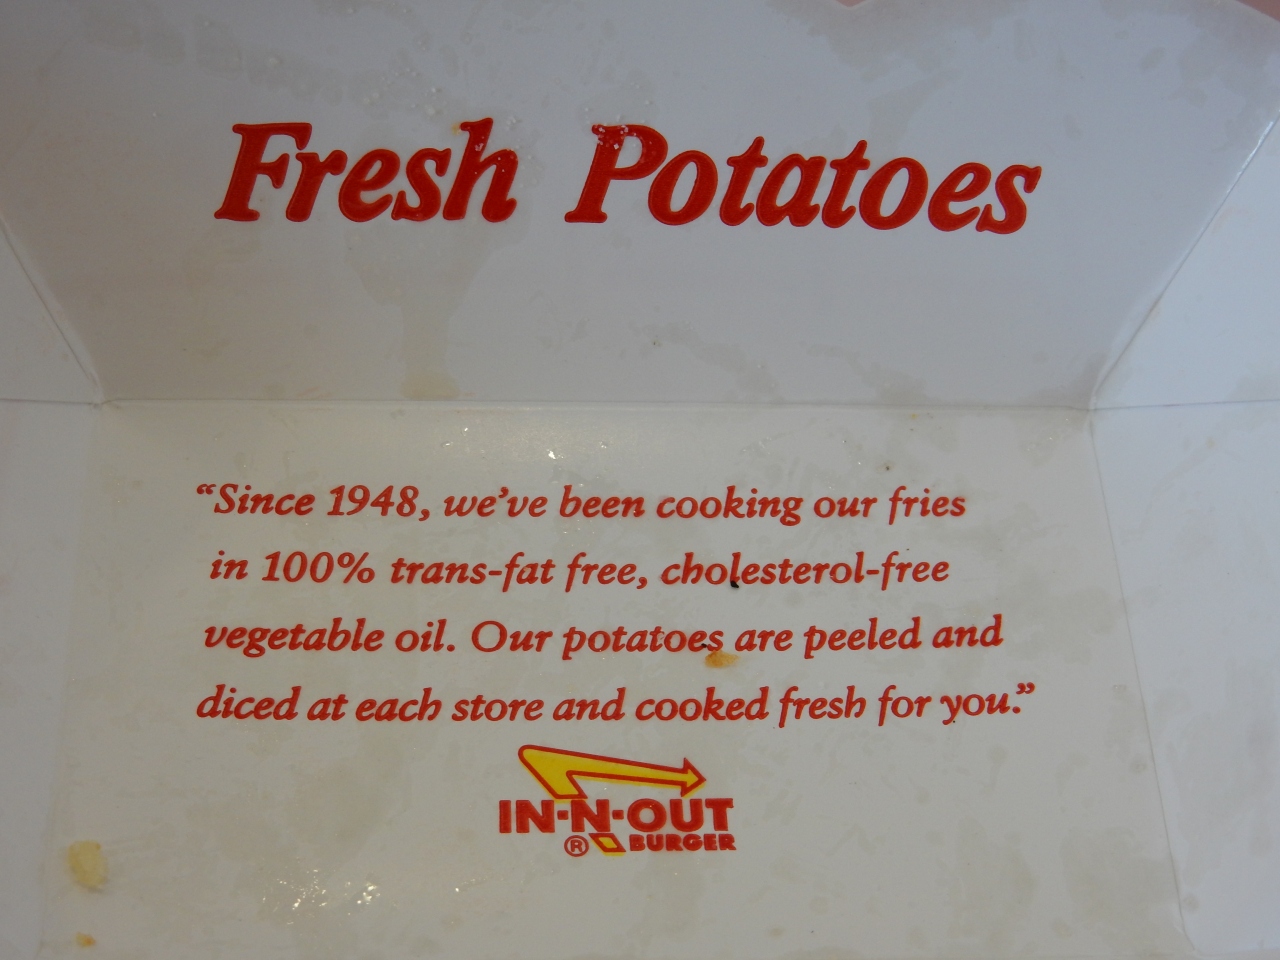 Fresh Potatoes
“Since 1948, we’ve been cooking our fries
in 100% trans-fat free, cholesterol-free
vegetable oil. Our potatoes are peeled and
diced at each store and cooked fresh for you.”
IN-N-OUT
® BURGER